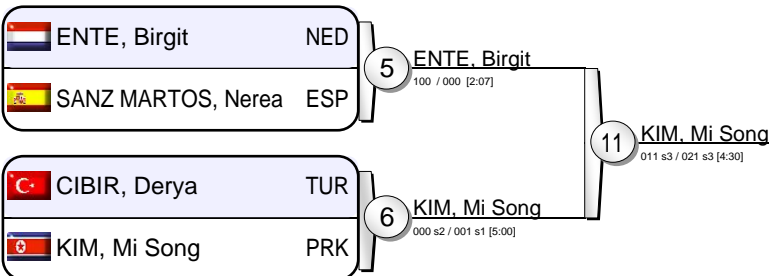 ENTE, Birgit NED
SANZ MARTOS, Nerea ESP
5 ENTE, Birgit
100 / 000 [2:07]
11 KIM, Mi Song
011 s3 / 021 s3 [4:30]
CIBIR, Derya TUR
KIM, Mi Song PRK
6 KIM, Mi Song
000 s2 / 001 s1 [5:00]